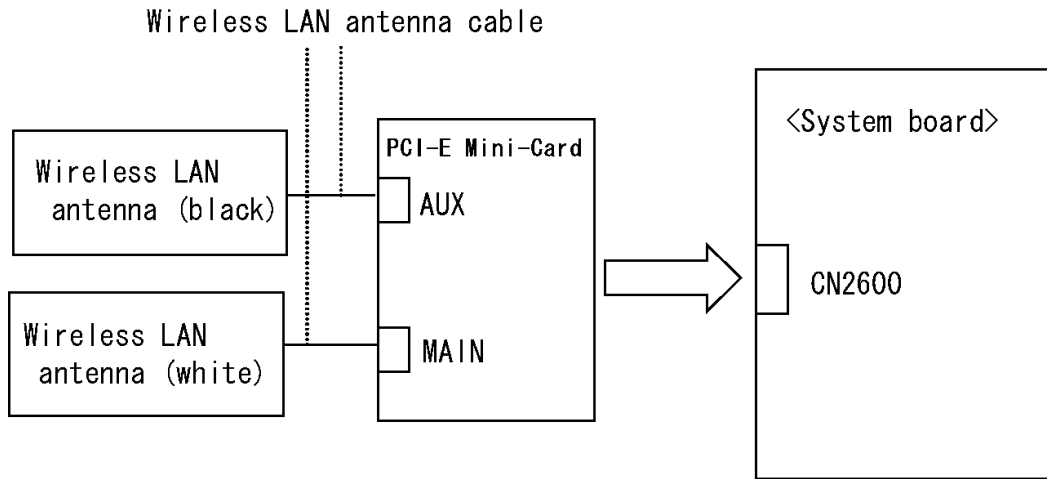 Wireless LAN antenna cable
Wireless LAN
antenna (black)
PCI-E Mini-Card
AUX
<System board>
CN2600
Wireless LAN
antenna (white)
MAIN